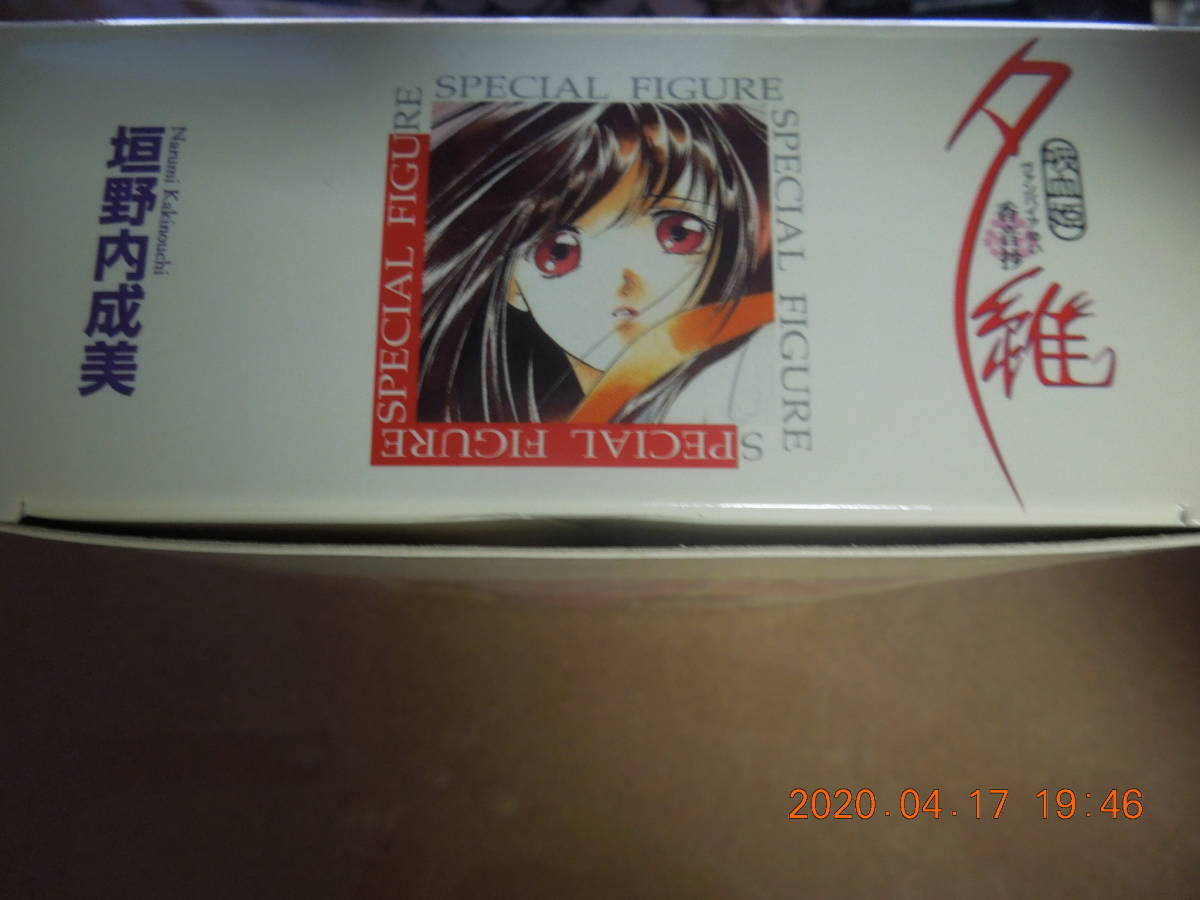 夕維
SPECIAL FIGURE
SPECIAL FIGURE
SPECIAL FIGURE
SPECIAL FIGURE
垣野内成美
Narumi Kakinouchi
2020.04.17 19:46